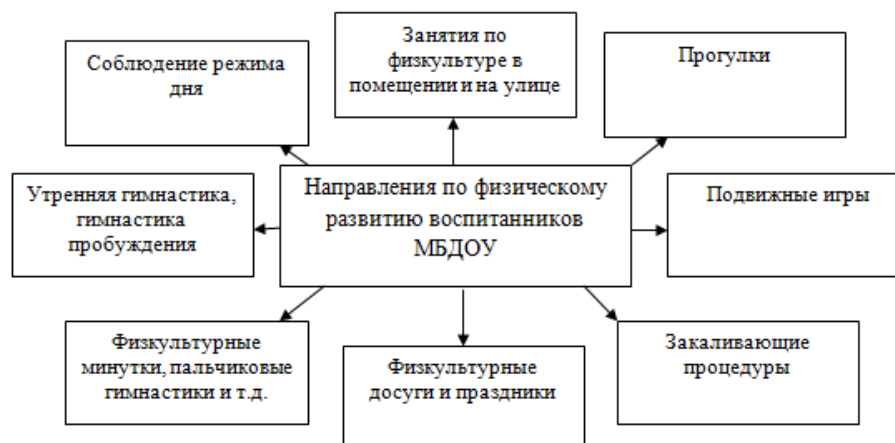 Соблюдение режима
дня
Занятия по
физкультуре в
помещении и на улице
Прогулки
Утренняя гимнастика,
гимнастика
пробуждения
Направления по физическому
развитию воспитанников
МБДОУ
Подвижные игры
Физкультурные
минутки, пальчиковые
гимнастики и т.д.
Физкультурные
досуги и праздники
Закаливающие
процедуры